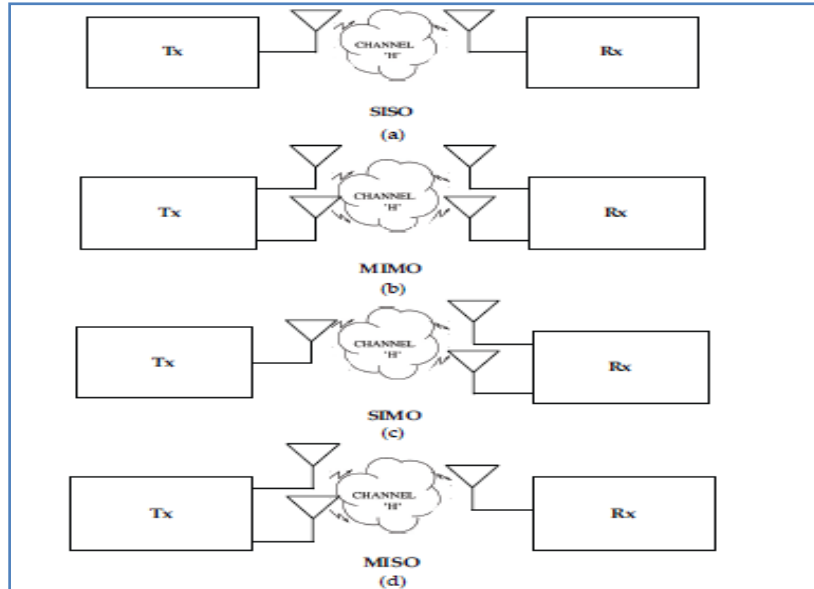 Tx
CHANNEL
"H"
Rx
SISO
(a)
Tx
CHANNEL
"H"
Rx
MIMO
(b)
Tx
CHANNEL
"H"
Rx
SIMO
(c)
Tx
CHANNEL
"H"
Rx
MISO
(d)